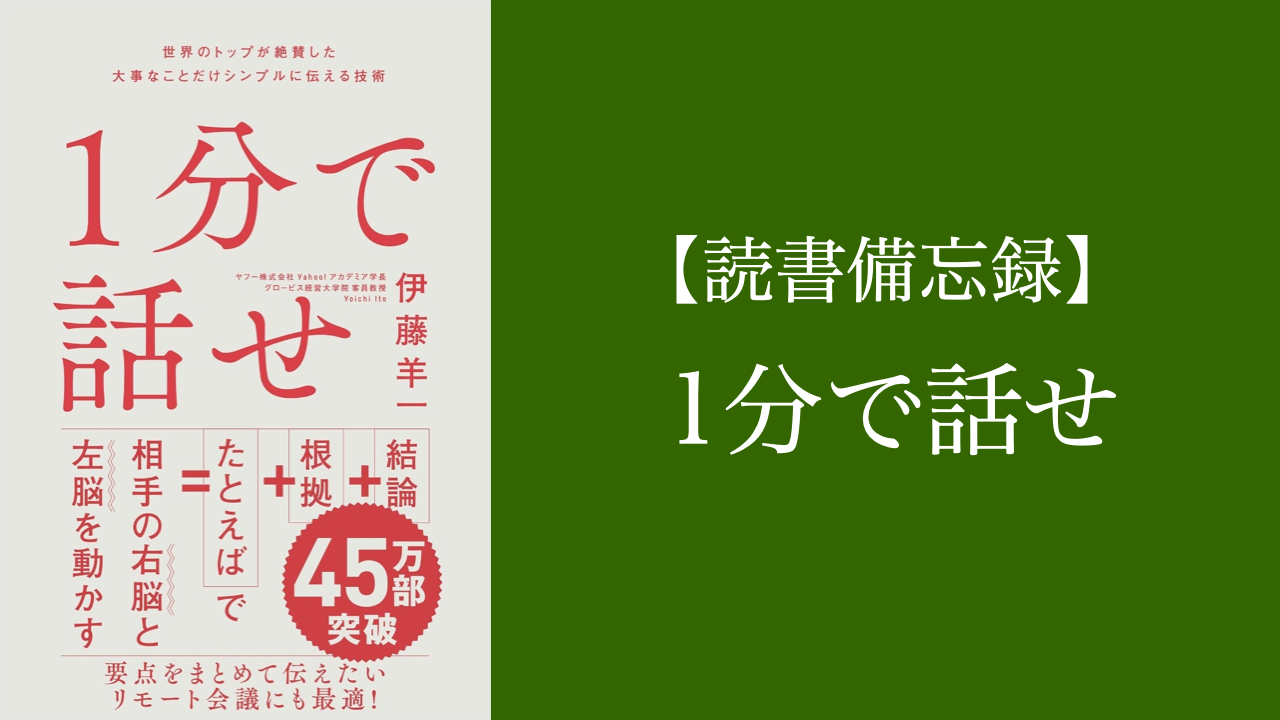 世界のトップが絶賛した
大事なことだけシンプルに伝える技術
1分で
話せ
ヤフー株式会社 Yahoo! アカデミア学長
グロービス経営大学院 客員教授
Yoichi Ito
伊藤羊一
結論
+
根拠
+
たとえばで
=
相手の右脳と
左脳を動かす
45万部
突破
要点をまとめて伝えたい
リモート会議にも最適!
【読書備忘録】
1分で話せ